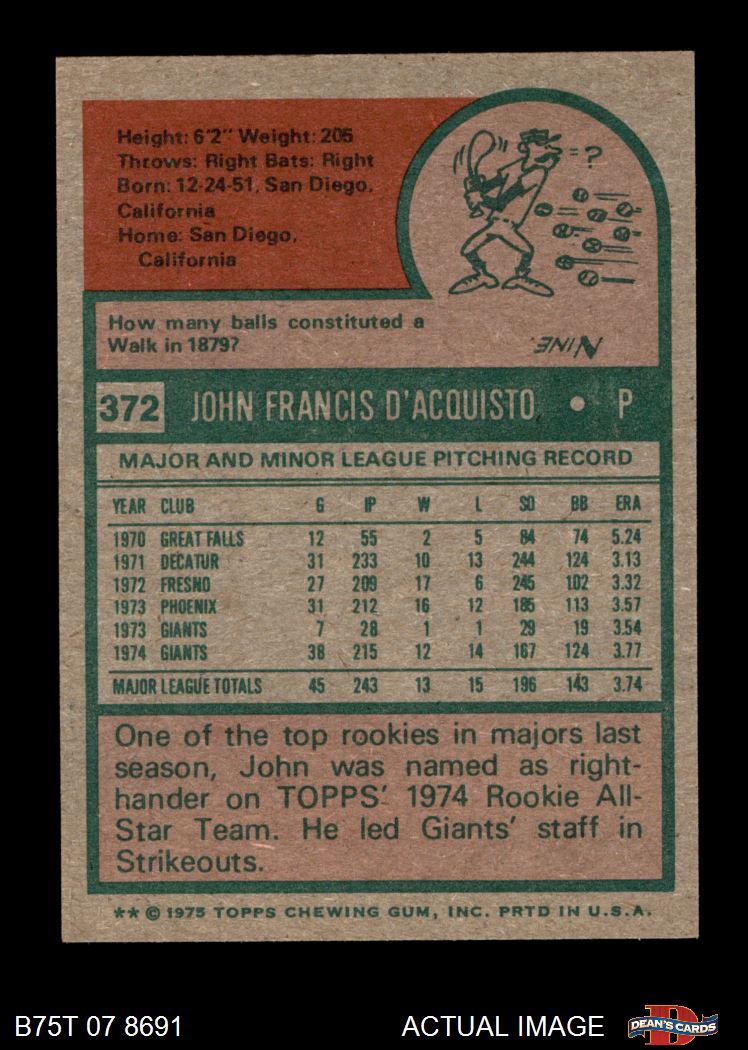 Height: 6'2" Weight: 205
Throws: Right Bats: Right
Born: 12-24-51, San Diego,
California
Home: San Diego,
California
= ?
How many balls constituted a
Walk in 1879?
NINE.
372 JOHN FRANCIS D'ACQUISTO • P
MAJOR AND MINOR LEAGUE PITCHING RECORD
YEAR CLUB G IP W L SO BB ERA
1970 GREAT FALLS 12 55 2 5 84 74 5.24
1971 DECATUR 31 233 10 13 244 124 3.13
1972 FRESNO 27 209 17 6 245 102 3.32
1973 PHOENIX 31 212 16 12 185 113 3.57
1973 GIANTS 7 28 1 1 29 19 3.54
1974 GIANTS 38 215 12 14 167 124 3.77
MAJOR LEAGUE TOTALS 45 243 13 15 196 143 3.74
One of the top rookies in majors last
season, John was named as right-
hander on TOPPS' 1974 Rookie All-
Star Team. He led Giants' staff in
Strikeouts.
** © 1975 TOPPS CHEWING GUM, INC. PRTD IN U.S.A.
B75T 07 8691 ACTUAL IMAGE DEAN'S CARDS